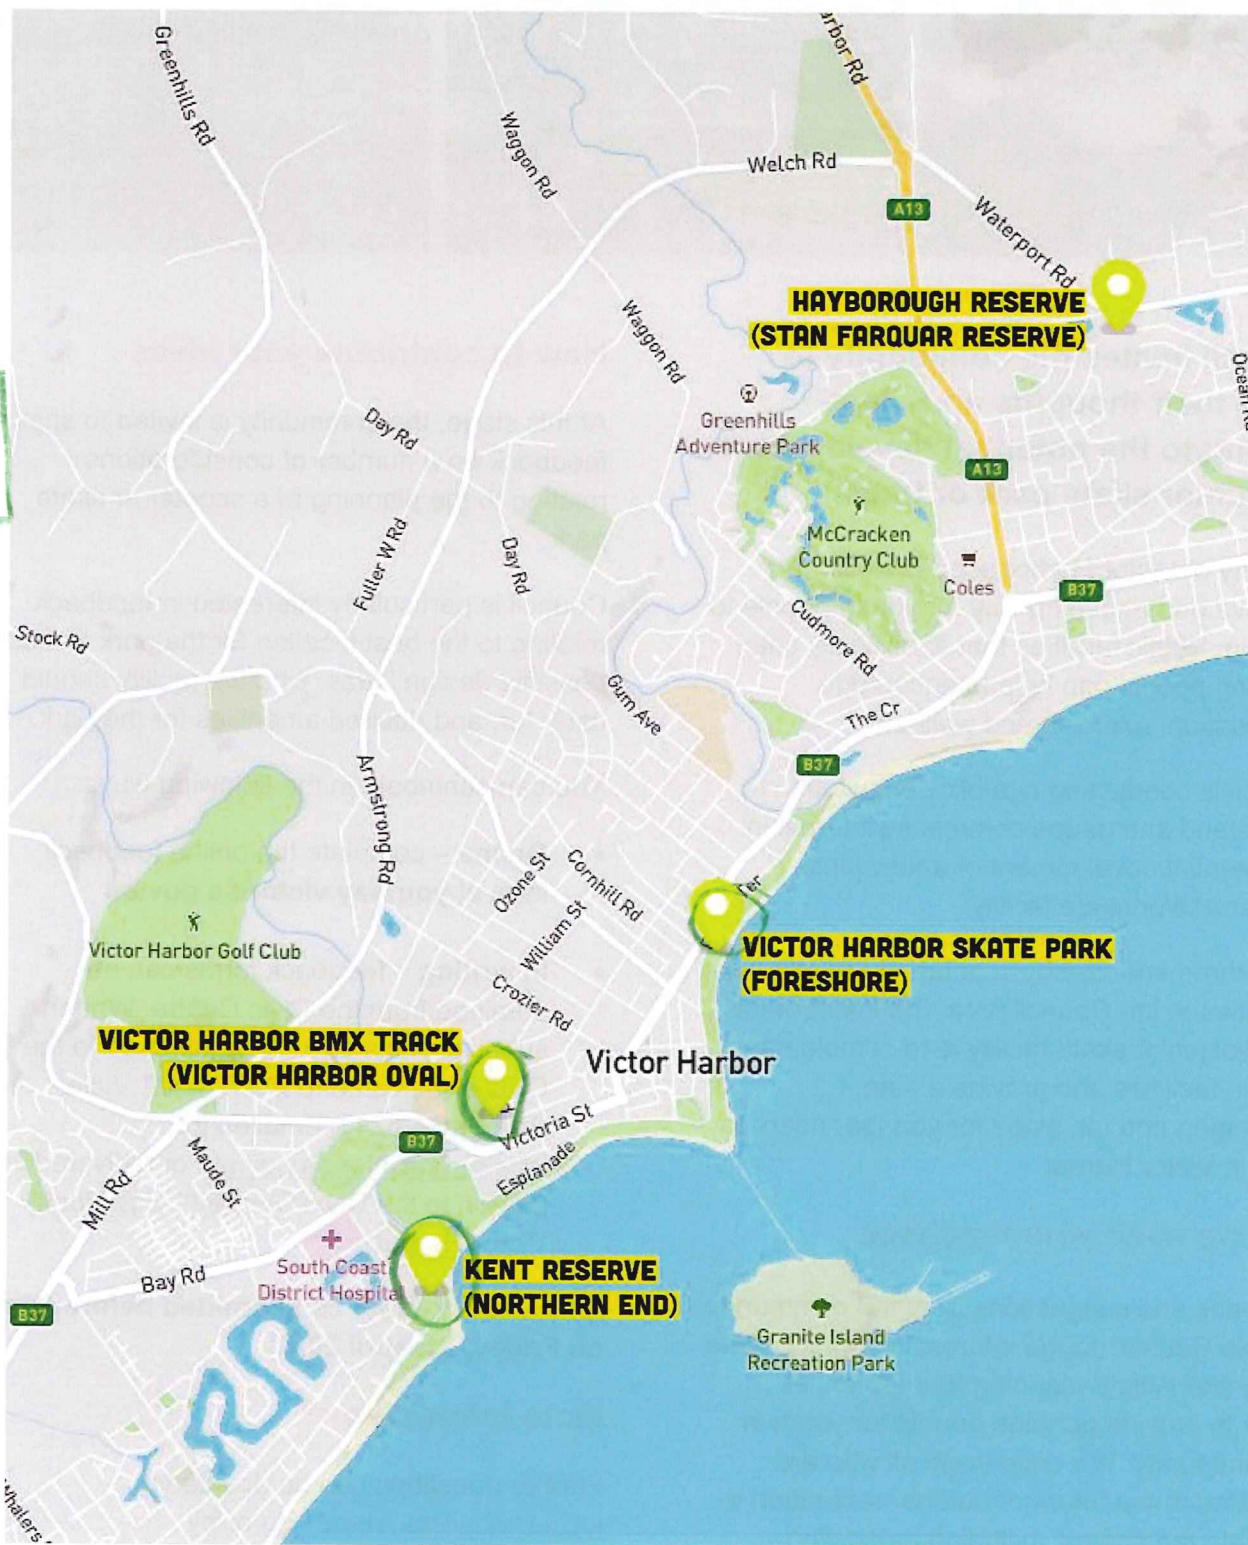 Greenhills Rd
arbor Rd
Waggon Rd
Welch Rd
A13
Waterport Rd
HAYBOROUGH RESERVE
(STAN FARQUAR RESERVE)
Waggon Rd
Ocean Rd
Greenhills
Adventure Park
Day Rd
A13
McCracken
Country Club
Coles
Fuller W Rd
Day Rd
B37
Cudmore Rd
Stock Rd
Gum Ave
The Cr
B37
Armstrong Rd
Ozone St
Cornhill Rd
William St
Ter
Victor Harbor Golf Club
VICTOR HARBOR SKATE PARK
(FORESHORE)
Crozier Rd
VICTOR HARBOR BMX TRACK
(VICTOR HARBOR OVAL)
Victor Harbor
Victoria St
B37
Esplanade
Maude St
Mill Rd
South Coast
District Hospital
Bay Rd
KENT RESERVE
(NORTHERN END)
B37
Granite Island
Recreation Park
Whalers